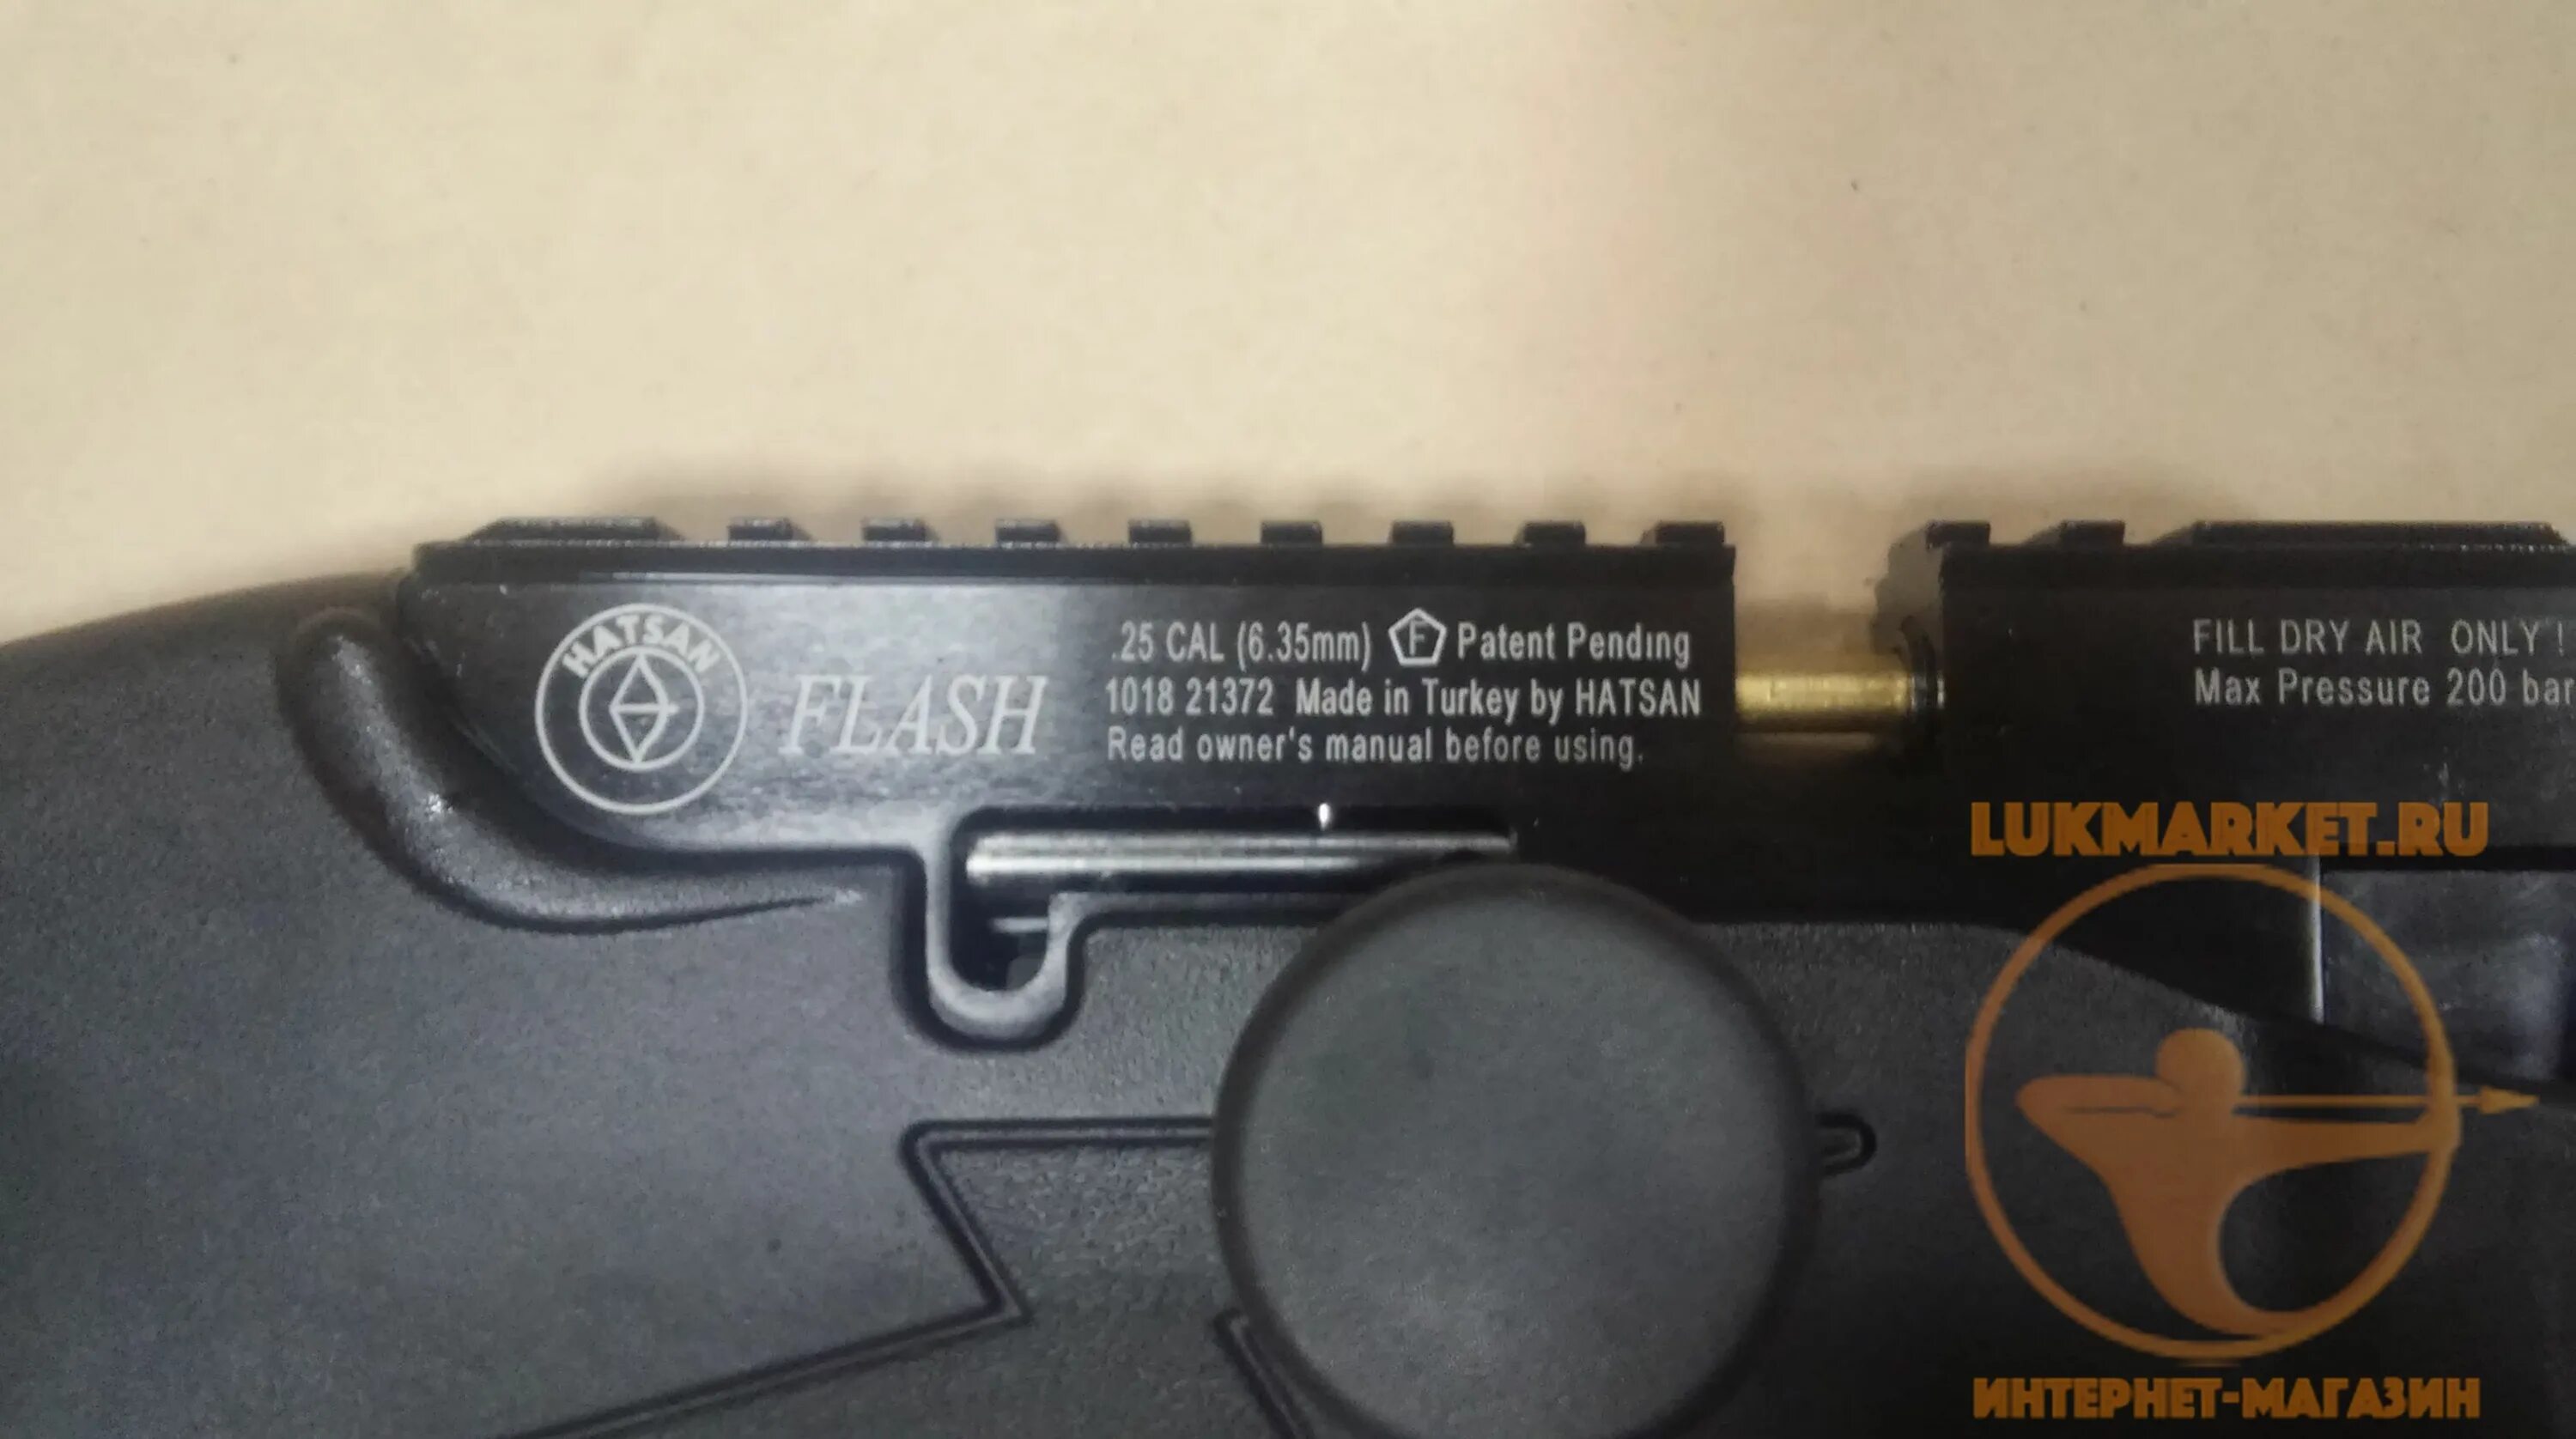 HATSAN
FLASH
.25 CAL (6.35mm) F Patent Pending
1018 21372 Made in Turkey by HATSAN
Read owner's manual before using.
FILL DRY AIR ONLY !
Max Pressure 200 bar
LUKMARKET.RU
ИНТЕРНЕТ-МАГАЗИН